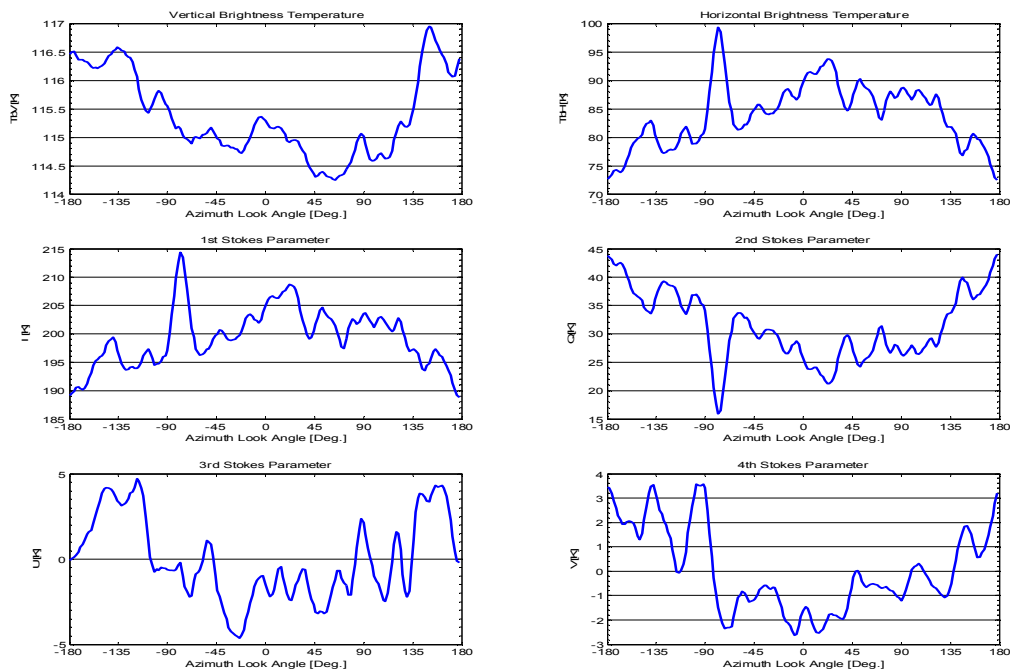 Vertical Brightness Temperature
117
116.5
116
115.5
115
114.5
114
TbV[K]
-180 -135 -90 -45 0 45 90 135 180
Azimuth Look Angle [Deg.]
Horizontal Brightness Temperature
100
95
90
85
80
75
70
TbH[K]
-180 -135 -90 -45 0 45 90 135 180
Azimuth Look Angle [Deg.]
1st Stokes Parameter
215
210
205
200
195
190
185
I [K]
-180 -135 -90 -45 0 45 90 135 180
Azimuth Look Angle [Deg.]
2nd Stokes Parameter
45
40
35
30
25
20
15
Q[K]
-180 -135 -90 -45 0 45 90 135 180
Azimuth Look Angle [Deg.]
3rd Stokes Parameter
5
0
-5
U[K]
-180 -135 -90 -45 0 45 90 135 180
Azimuth Look Angle [Deg.]
4th Stokes Parameter
4
3
2
1
0
-1
-2
-3
V[K]
-180 -135 -90 -45 0 45 90 135 180
Azimuth Look Angle [Deg.]